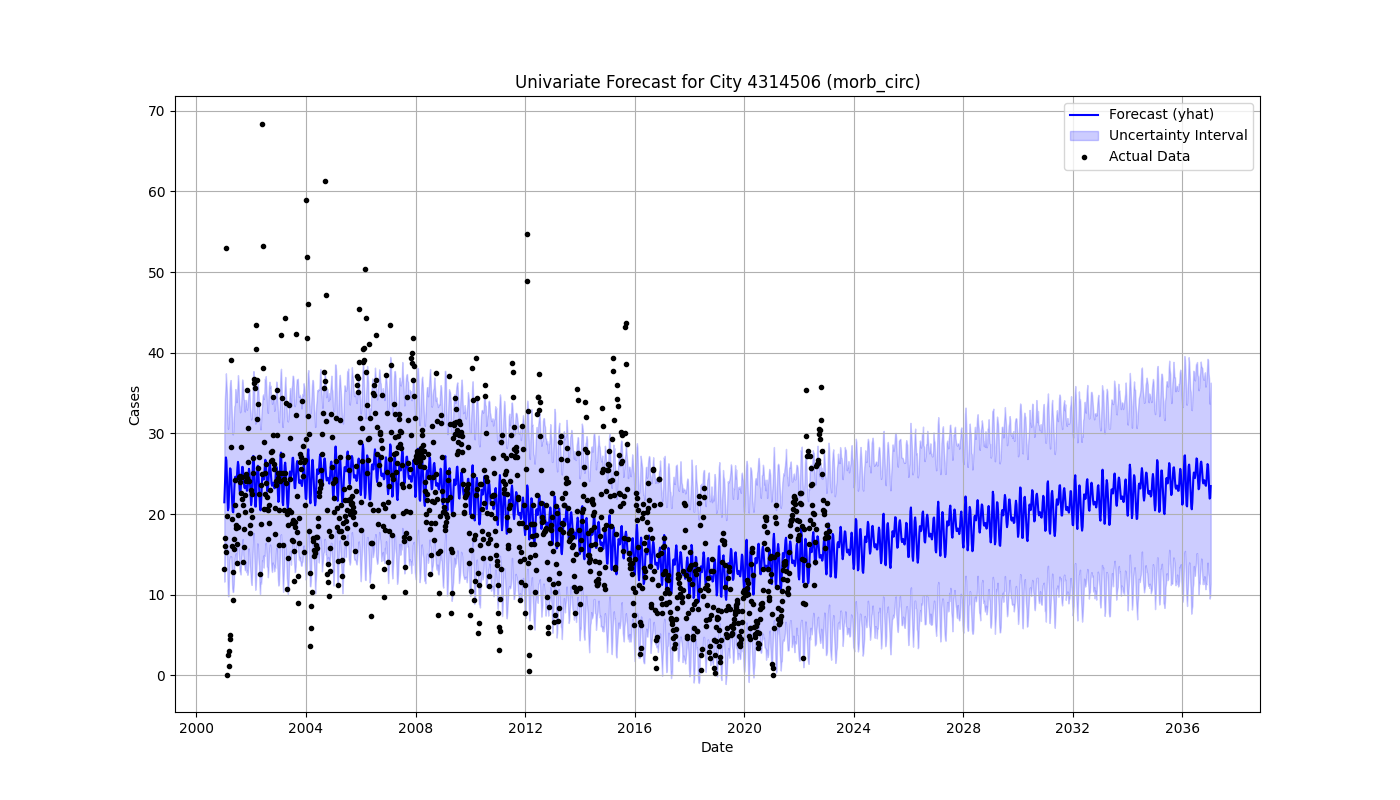 Univariate Forecast for City 4314506 (morb_circ)
Forecast (yhat)
Uncertainty Interval
Actual Data
Cases
70
60
50
40
30
20
10
0
2000 2004 2008 2012 2016 2020 2024 2028 2032 2036
Date